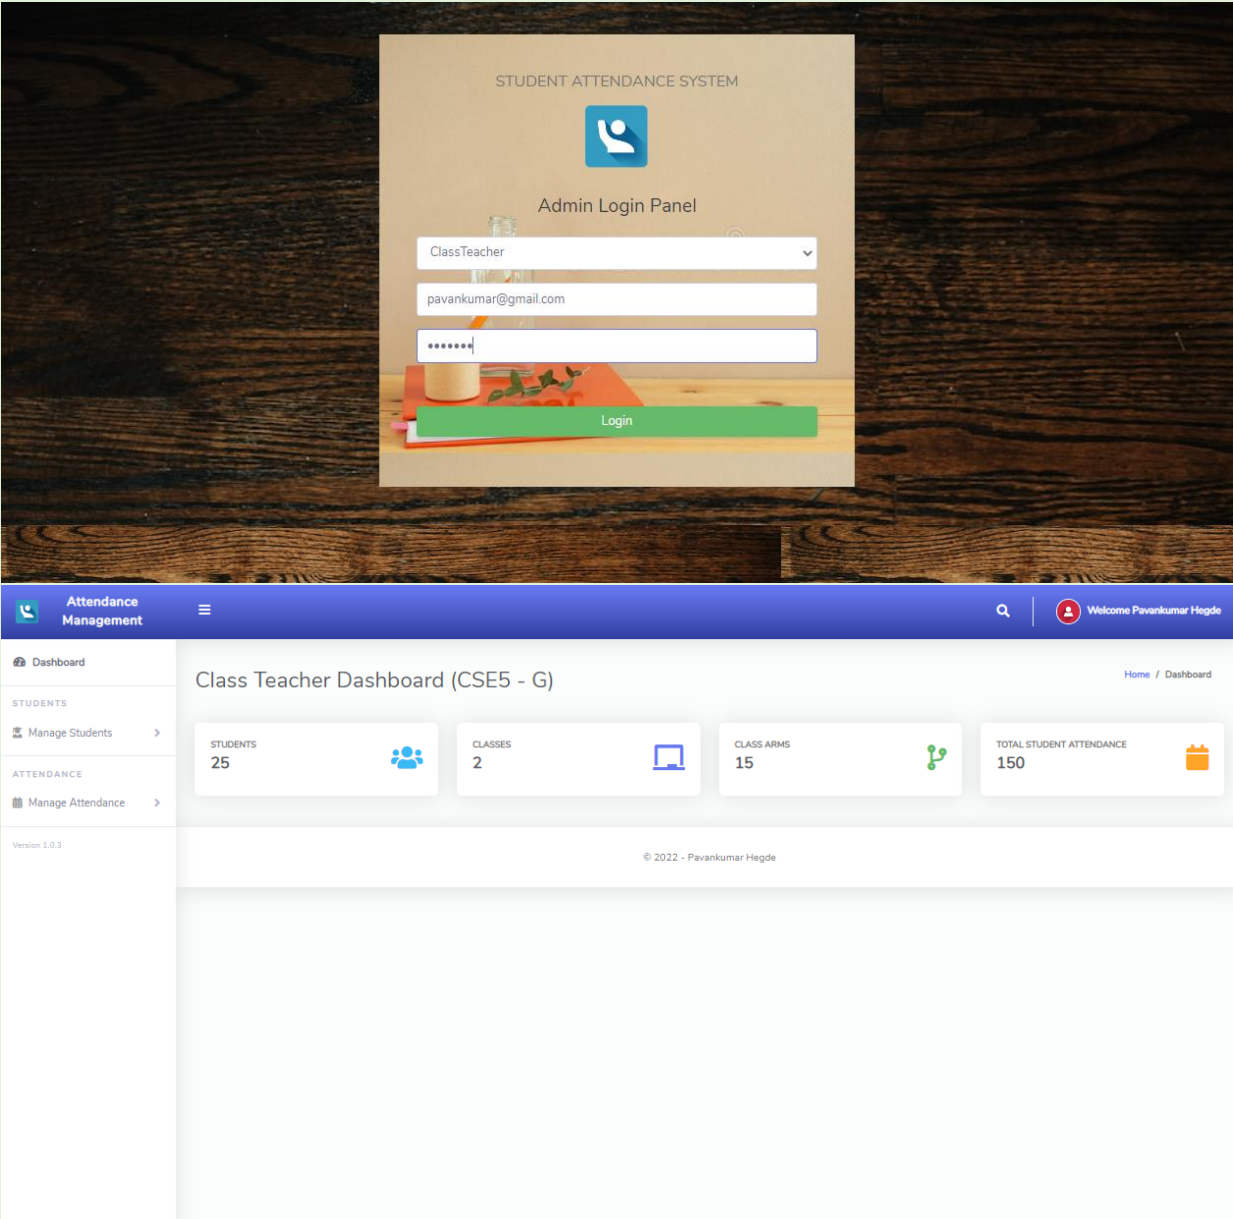 STUDENT ATTENDANCE SYSTEM
Admin Login Panel
ClassTeacher
pavankumar@gmail.com
•••••••
Login
Attendance
Management
Welcome Pavankumar Hegde
Dashboard
STUDENTS
Manage Students
ATTENDANCE
Manage Attendance
Version 1.0.3
Class Teacher Dashboard (CSE5 - G)
Home / Dashboard
STUDENTS
25
CLASSES
2
CLASS ARMS
15
TOTAL STUDENT ATTENDANCE
150
© 2022 - Pavankumar Hegde